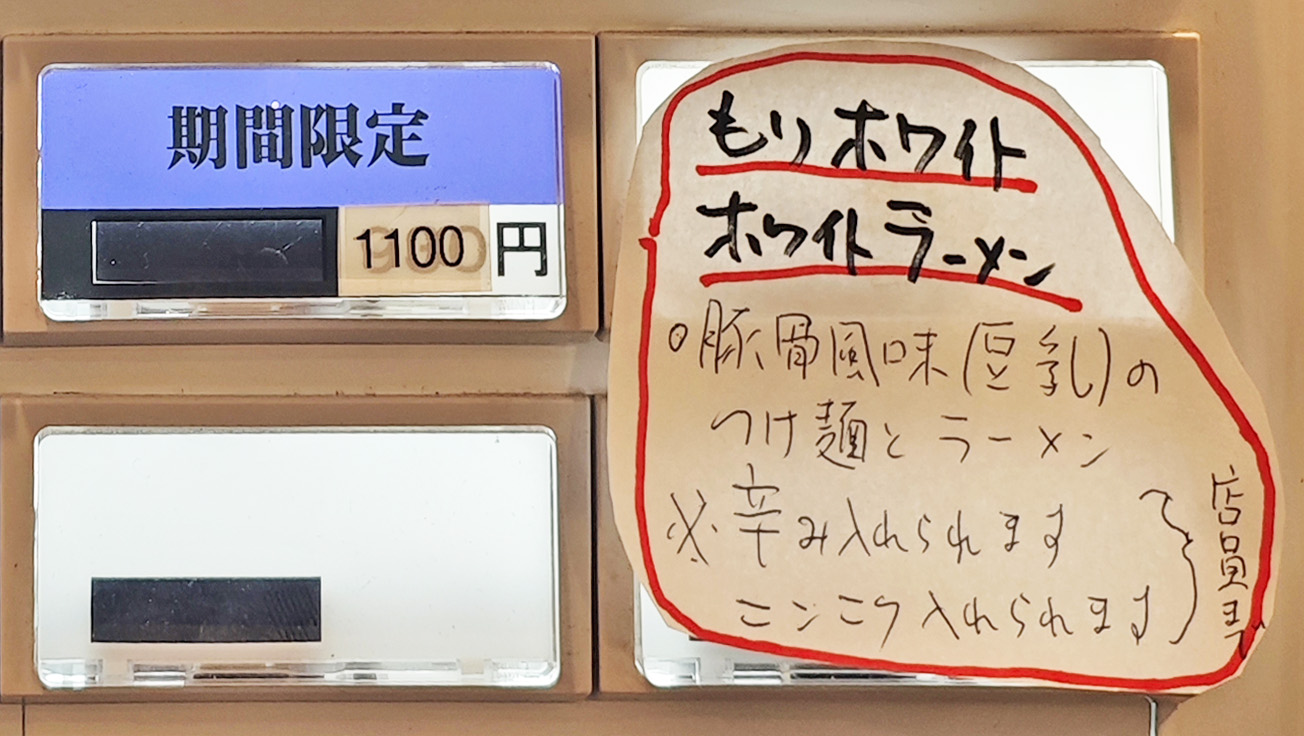 期間限定
1100円
もりホワイト
ホワイトラーメン
○豚骨風味(豆乳)の
つけ麺とラーメン
※辛み入れられます
ニンニク入れられます
店員まで